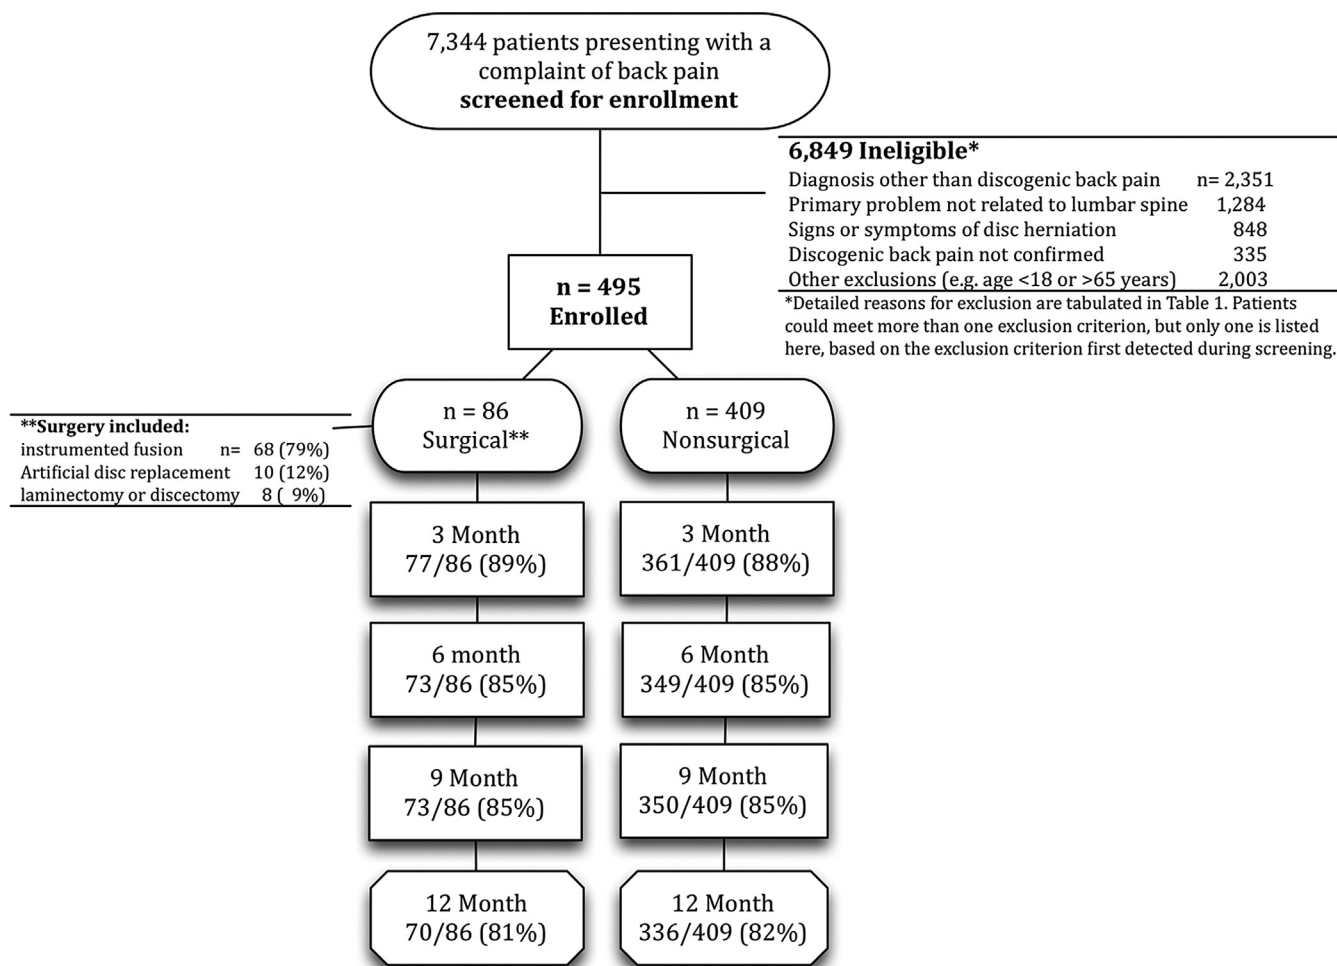 7,344 patients presenting with a
complaint of back pain
screened for enrollment
6,849 Ineligible*
Diagnosis other than discogenic back pain n= 2,351
Primary problem not related to lumbar spine 1,284
Signs or symptoms of disc herniation 848
Discogenic back pain not confirmed 335
Other exclusions (e.g. age <18 or >65 years) 2,003
*Detailed reasons for exclusion are tabulated in Table 1. Patients
could meet more than one exclusion criterion, but only one is listed
here, based on the exclusion criterion first detected during screening.
n = 495
Enrolled
n = 86
Surgical**
n = 409
Nonsurgical
**Surgery included:
instrumented fusion n= 68 (79%)
Artificial disc replacement 10 (12%)
laminectomy or discectomy 8 ( 9%)
3 Month
77/86 (89%)
3 Month
361/409 (88%)
6 month
73/86 (85%)
6 Month
349/409 (85%)
9 Month
73/86 (85%)
9 Month
350/409 (85%)
12 Month
70/86 (81%)
12 Month
336/409 (82%)